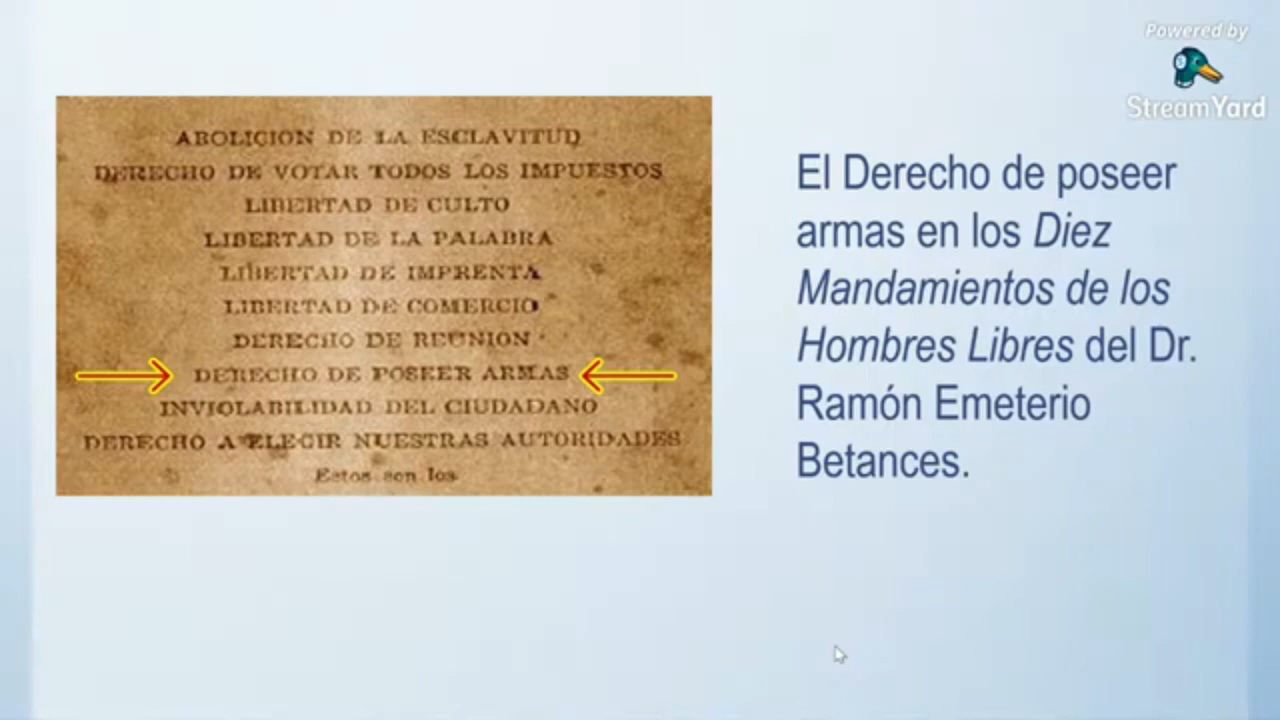 ABOLICION DE LA ESCLAVITUD
DERECHO DE VOTAR TODOS LOS IMPUESTOS
LIBERTAD DE CULTO
LIBERTAD DE LA PALABRA
LIBERTAD DE IMPRENTA
LIBERTAD DE COMERCIO
DERECHO DE REUNION
DERECHO DE POSEER ARMAS
INVIOLABILIDAD DEL CIUDADANO
DERECHO A ELEGIR NUESTRAS AUTORIDADES
Estos son los
Powered by
StreamYard
El Derecho de poseer
armas en los Diez
Mandamientos de los
Hombres Libres del Dr.
Ramón Emeterio
Betances.